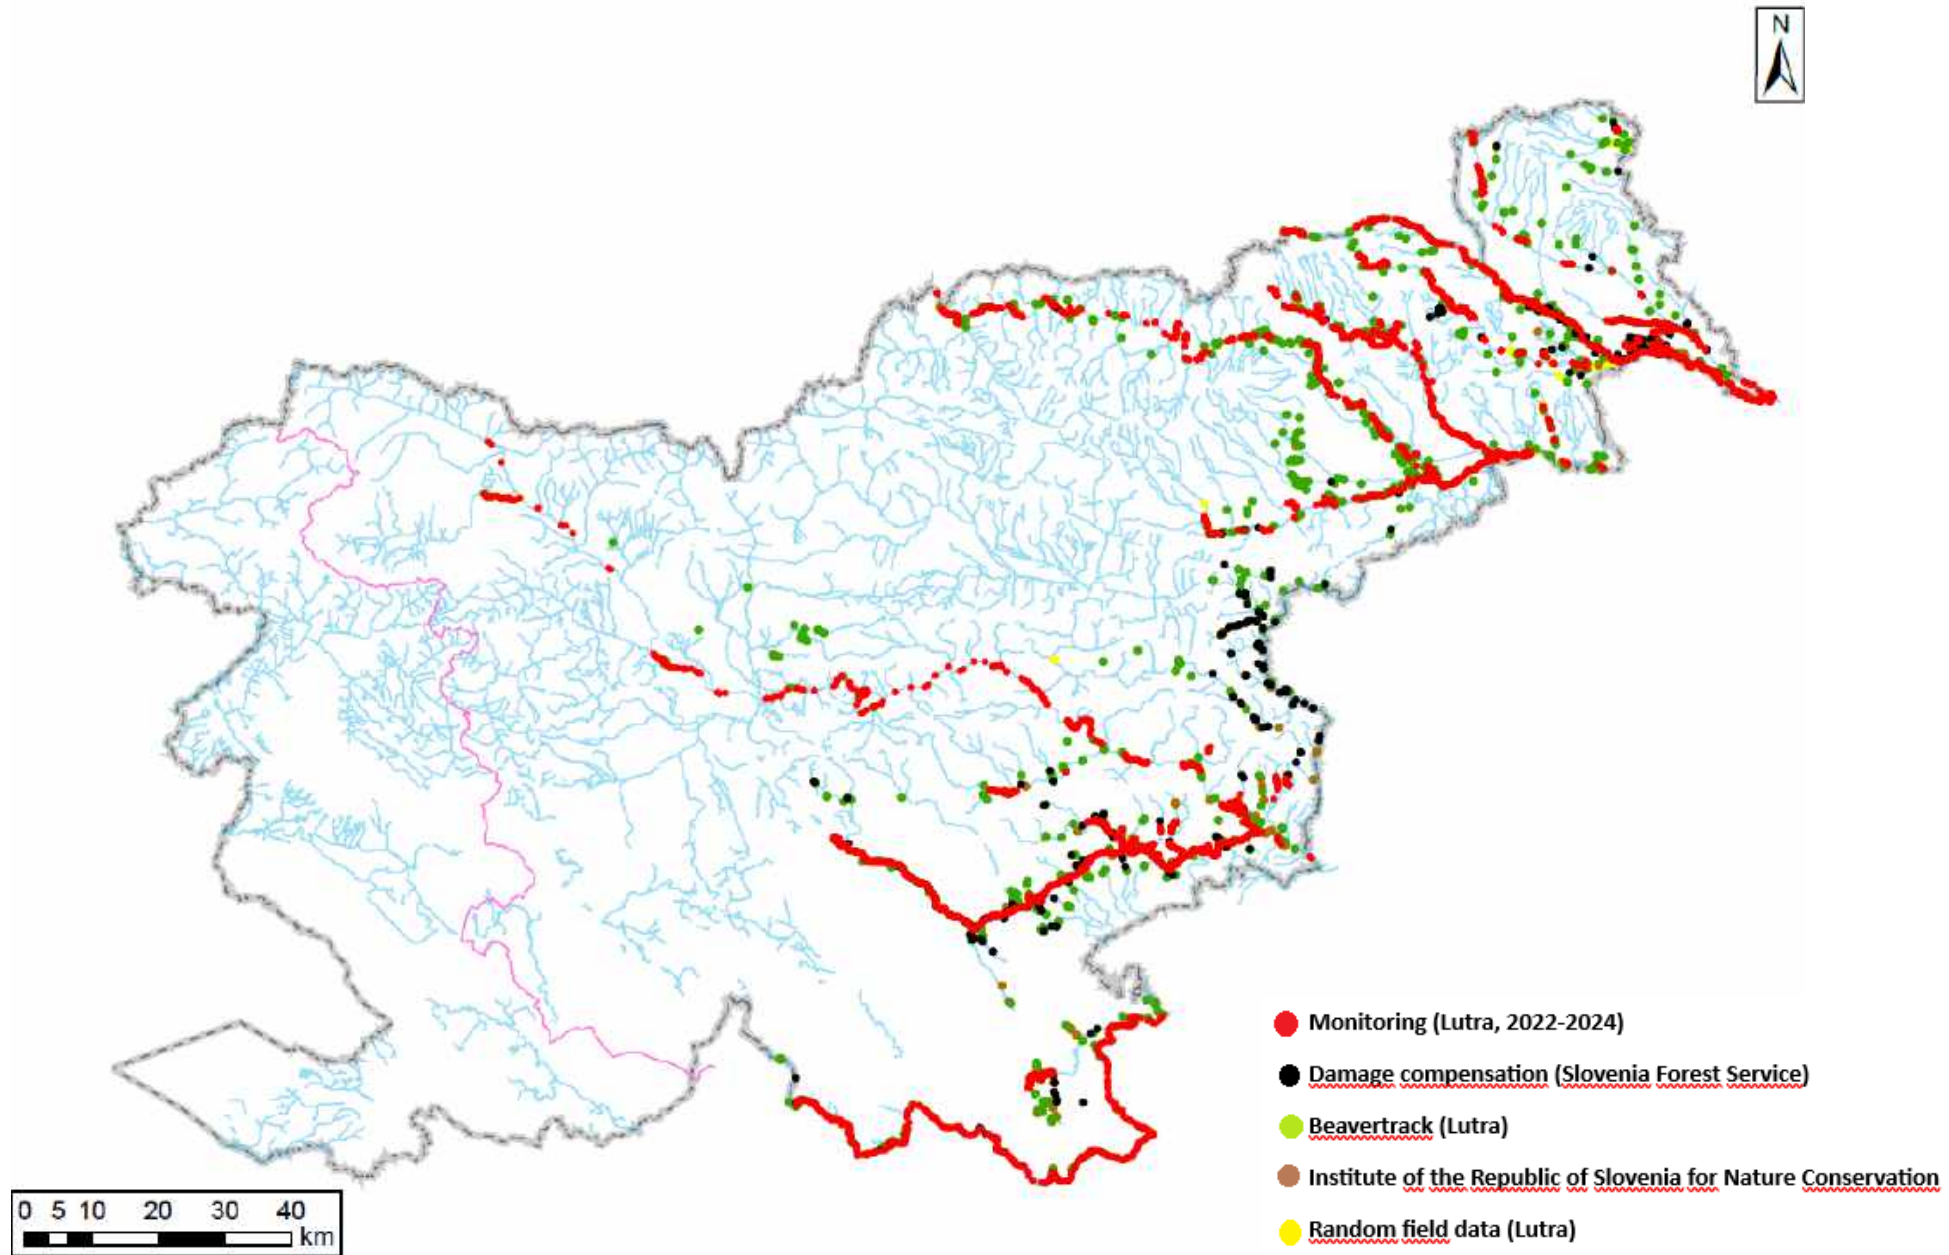 N
Monitoring (Lutra, 2022-2024)
Damage compensation (Slovenia Forest Service)
Beavertrack (Lutra)
Institute of the Republic of Slovenia for Nature Conservation
Random field data (Lutra)
0 5 10 20 30 40
km